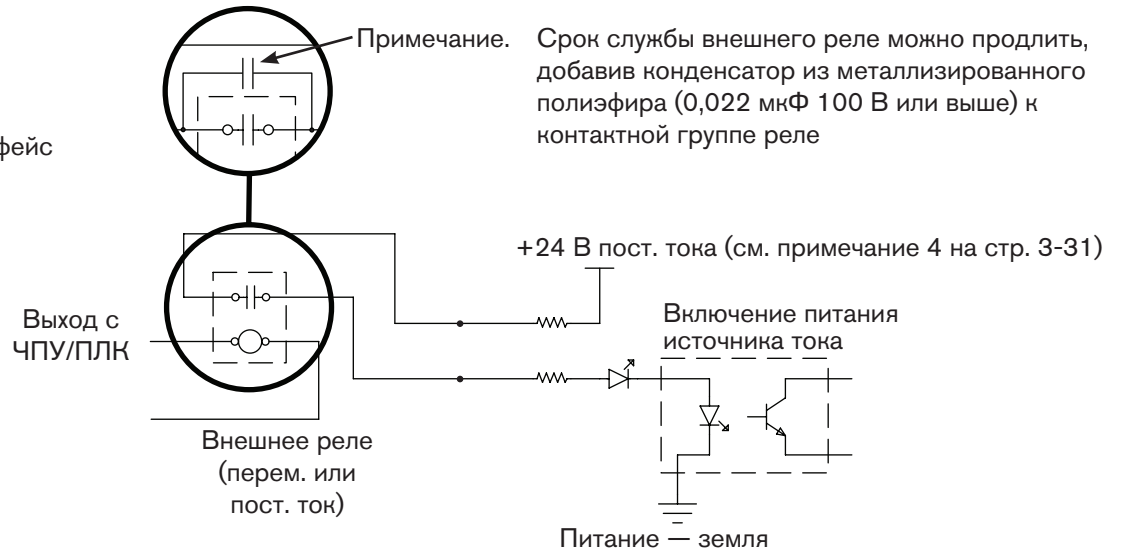 Примечание.
Срок службы внешнего реле можно продлить,
добавив конденсатор из металлизированного
полиэфира (0,022 мкФ 100 В или выше) к
контактной группе реле
фейс
+24 В пост. тока (см. примечание 4 на стр. 3-31)
Выход с
ЧПУ/ПЛК
Включение питания
источника тока
Внешнее реле
(перем. или
пост. ток)
Питание — земля